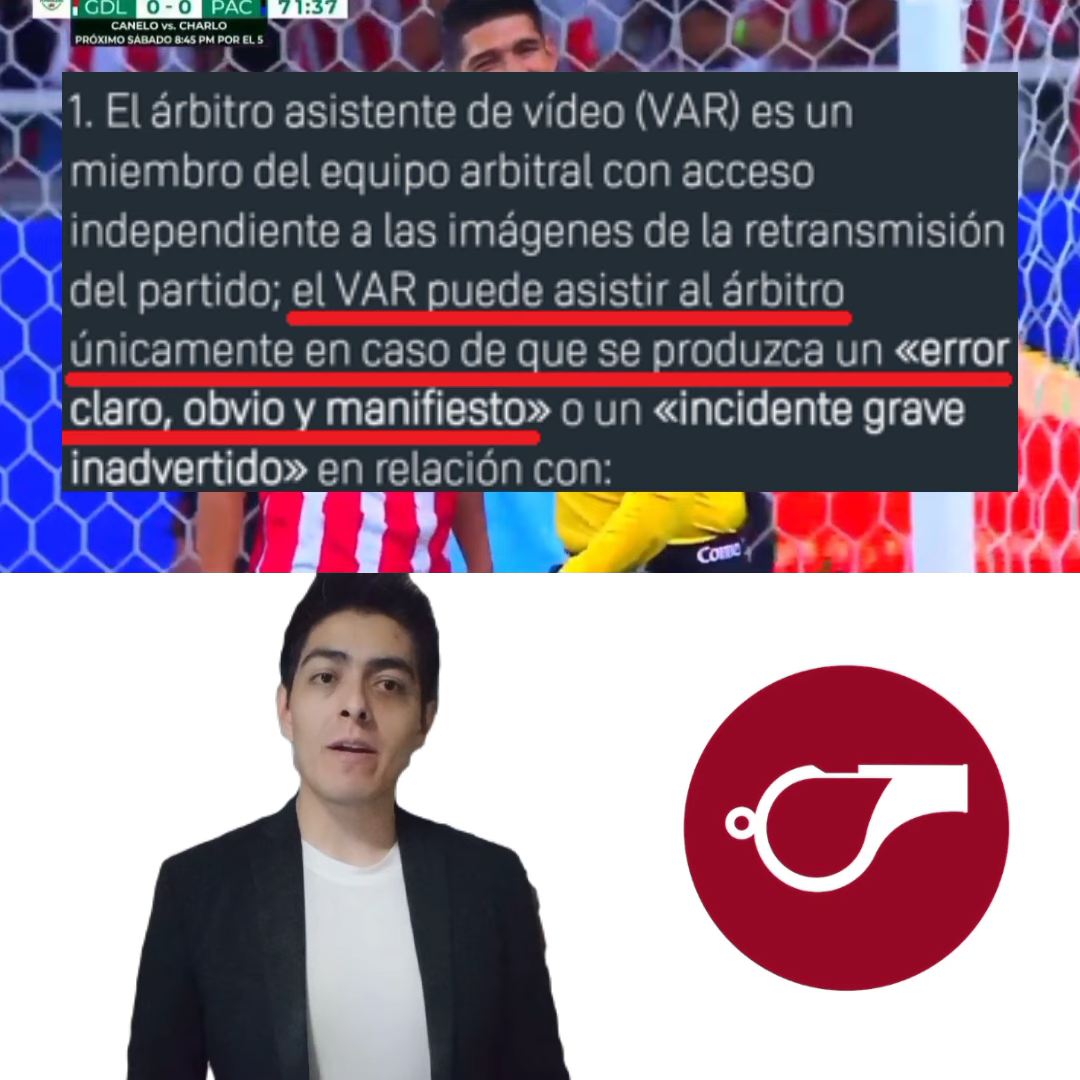 GDL 0-0 PAC 71:37
CANELO vs. CHARLO
PRÓXIMO SÁBADO 8:45 PM POR EL 5
1. El árbitro asistente de vídeo (VAR) es un
miembro del equipo arbitral con acceso
independiente a las imágenes de la retransmisión
del partido; el VAR puede asistir al árbitro
únicamente en caso de que se produzca un «error
claro, obvio y manifiesto» o un «incidente grave
inadvertido» en relación con: